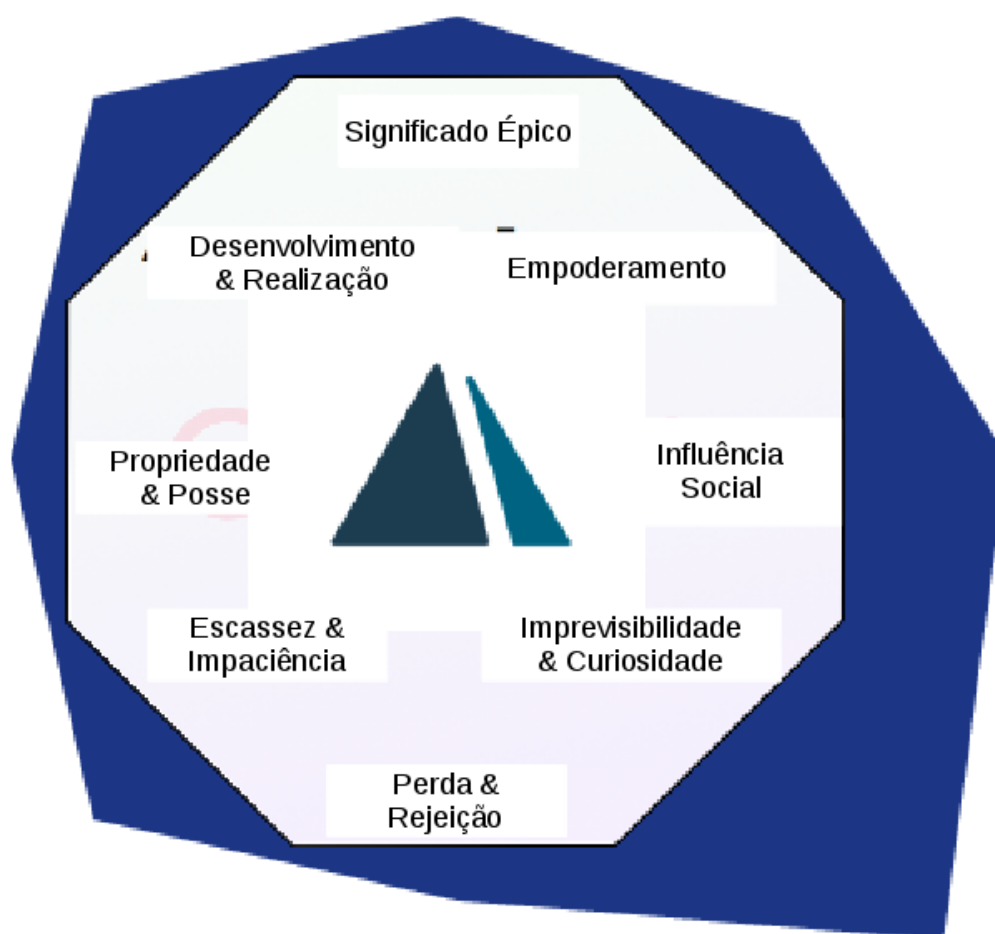 Significado Épico
Desenvolvimento
& Realização
Empoderamento
Propriedade
& Posse
Influência
Social
Escassez &
Impaciência
Imprevisibilidade
& Curiosidade
Perda &
Rejeição